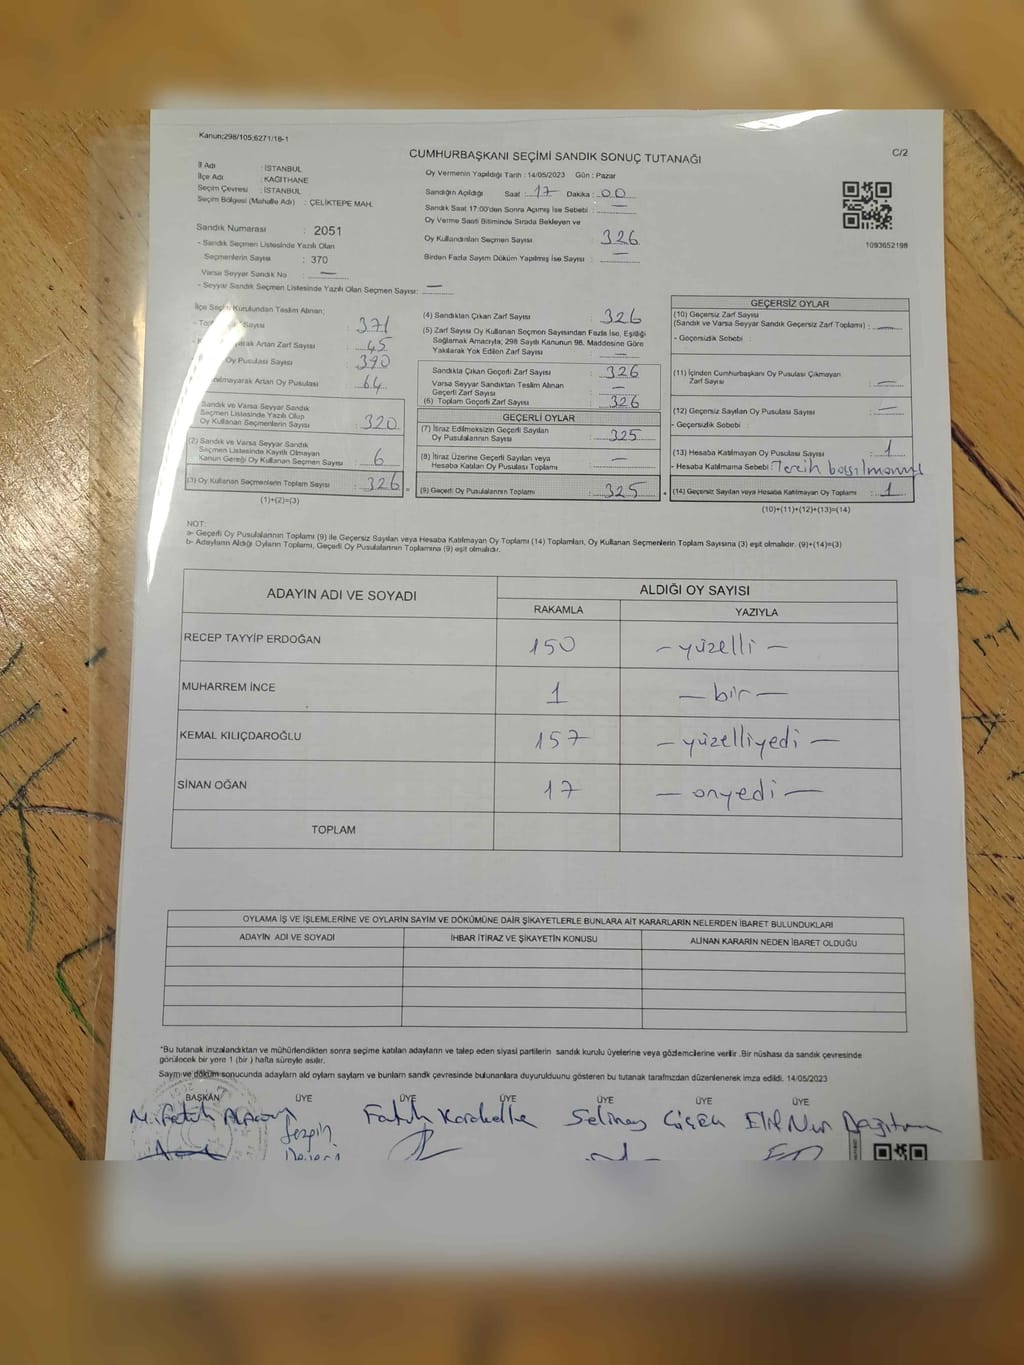 Kanun;298/105;6271/18-1
C/2
CUMHURBAŞKANI SEÇİMİ SANDIK SONUÇ TUTANAĞI
İl Adı : İSTANBUL
İlçe Adı : KAĞITHANE
Seçim Çevresi : İSTANBUL
Seçim Bölgesi (Mahalle Adı) : ÇELİKTEPE MAH.
Sandık Numarası : 2051
- Sandık Seçmen Listesinde Yazılı Olan
Seçmenlerin Sayısı : 370
Varsa Seyyar Sandık No : —
- Seyyar Sandık Seçmen Listesinde Yazılı Olan Seçmen Sayısı: —
Oy Vermenin Yapıldığı Tarih : 14/05/2023 Gün : Pazar
Sandığın Açıldığı Saat : 17 Dakika : 00
Sandık Saat 17:00'den Sonra Açımış İse Sebebi : —
Oy Verme Saati Bitiminde Sırada Bekleyen ve
Oy Kullandırılan Seçmen Sayısı : 326
Birden Fazla Sayım Döküm Yapılmış İse Sayısı : —
1093652198
İlçe Seçim Kurulundan Teslim Alınan;
Sayısı : 371
Artan Zarf Sayısı : 45
Oy Pusulası Sayısı : 390
Artan Oy Pusulası : 64
Sandık ve Varsa Seyyar Sandık
Seçmen Listesinde Yazılı Olup
Oy Kullanan Seçmenlerin Sayısı : 320
(2) Sandık ve Varsa Seyyar Sandık
Seçmen Listesinde Kayıtlı Olmayan
Kanun Gereği Oy Kullanan Seçmen Sayısı : 6
(3) Oy Kullanan Seçmenlerin Toplam Sayısı : 326
(1)+(2)=(3)
(4) Sandıktan Çıkan Zarf Sayısı : 326
(5) Zarf Sayısı Oy Kullanan Seçmen Sayısından Fazla İse, Eşitliği
Sağlamak Amacıyla; 298 Sayılı Kanunun 98. Maddesine Göre
Yakılarak Yok Edilen Zarf Sayısı : —
Sandıkta Çıkan Geçerli Zarf Sayısı : 326
Varsa Seyyar Sandıktan Teslim Alınan
Geçerli Zarf Sayısı : —
(6) Toplam Geçerli Zarf Sayısı : 326
GEÇERLİ OYLAR
(7) İtiraz Edilmeksizin Geçerli Sayılan
Oy Pusulalarının Sayısı : 325
(8) İtiraz Üzerine Geçerli Sayılan veya
Hesaba Katılan Oy Pusulası Toplamı : —
(9) Geçerli Oy Pusulalarının Toplamı : 325
GEÇERSİZ OYLAR
(10) Geçersiz Zarf Sayısı
(Sandık ve Varsa Seyyar Sandık Geçersiz Zarf Toplamı) : —
- Geçersizlik Sebebi :
(11) İçinden Cumhurbaşkanı Oy Pusulası Çıkmayan
Zarf Sayısı : —
(12) Geçersiz Sayılan Oy Pusulası Sayısı : —
- Geçersizlik Sebebi :
(13) Hesaba Katılmayan Oy Pusulası Sayısı : 1
- Hesaba Katılmama Sebebi : Tercih
(14) Geçersiz Sayılan veya Hesaba Katılmayan Oy Toplamı : 1
(10)+(11)+(12)+(13)=(14)
NOT:
a- Geçerli Oy Pusulalarının Toplamı (9) ile Geçersiz Sayılan veya Hesaba Katılmayan Oy Toplamı (14) Toplamları, Oy Kullanan Seçmenlerin Toplam Sayısına (3) eşit olmalıdır. (9)+(14)=(3)
b- Adayların Aldığı Oyların Toplamı, Geçerli Oy Pusulalarının Toplamına (9) eşit olmalıdır.
ADAYIN ADI VE SOYADI
ALDIĞI OY SAYISI
RAKAMLA YAZIYLA
RECEP TAYYİP ERDOĞAN 150 — yüzelli —
MUHARREM İNCE 1 — bir —
KEMAL KILIÇDAROĞLU 157 — yüzelliyedi —
SİNAN OĞAN 17 — onyedi —
TOPLAM
OYLAMA İŞ VE İŞLEMLERİNE VE OYLARIN SAYIM VE DÖKÜMÜNE DAİR ŞİKAYETLERLE BUNLARA AİT KARARLARIN NELERDEN İBARET BULUNDUKLARI
ADAYIN ADI VE SOYADI İHBAR İTİRAZ VE ŞİKAYETİN KONUSU ALINAN KARARIN NEDEN İBARET OLDUĞU
*Bu tutanak imzalandıktan ve mühürlendikten sonra seçime katılan adayların ve talep eden siyasi partilerin sandık kurulu üyelerine veya gözlemcilerine verilir. Bir nüshası da sandık çevresinde
görülecek bir yere 1 (bir ) hafta süreyle asılır.
Sayım ve döküm sonucunda adayların aldı oyların sayıların ve bunların sandık çevresinde bulunanlara duyurulduunu gösteren bu tutanak tarafımızdan düzenlenerek imza edildi. 14/05/2023
BAŞKAN ÜYE ÜYE ÜYE ÜYE ÜYE
M. Fatih Fatih Karakelle Selinay Çiçek Elif Nur